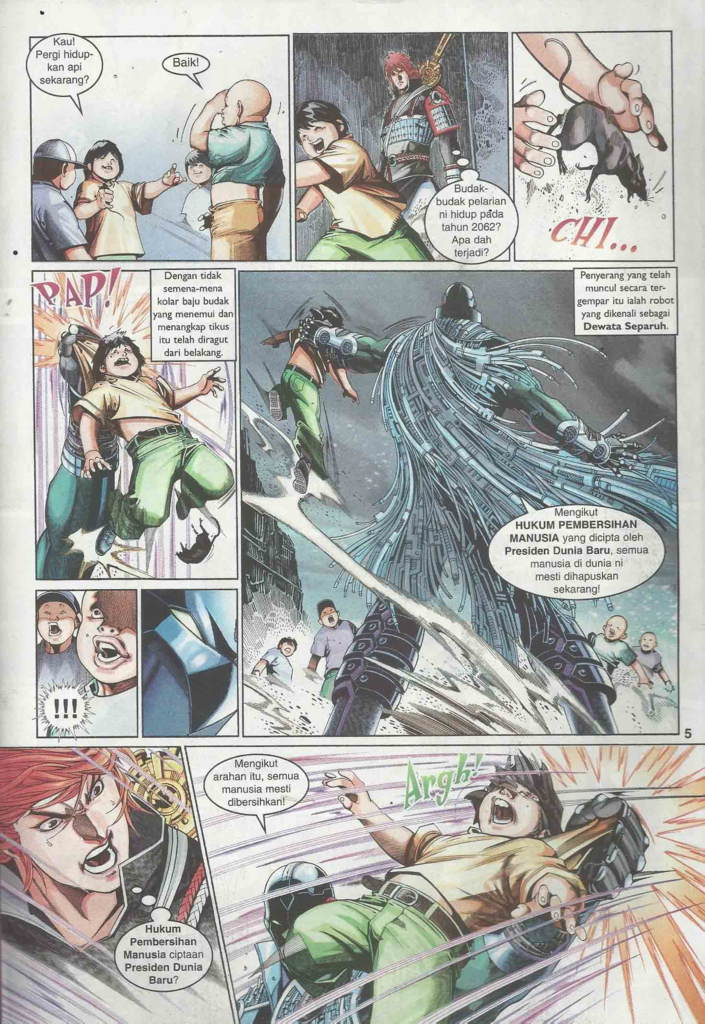 Kau!
Pergi hidup-
kan api
sekarang?
Baik!
Budak-
budak pelarian
ni hidup pada
tahun 2062?
Apa dah
terjadi?
CHI...
PAP!
Dengan tidak
semena-mena
kolar baju budak
yang menemui dan
menangkap tikus
itu telah diragut
dari belakang.
Penyerang yang telah
muncul secara ter-
gempar itu ialah robot
yang dikenali sebagai
Dewata Separuh.
Mengikut
HUKUM PEMBERSIHAN
MANUSIA yang dicipta oleh
Presiden Dunia Baru, semua
manusia di dunia ni
mesti dihapuskan
sekarang!
!!!
5
Mengikut
arahan itu, semua
manusia mesti
dibersihkan!
Argh!
Hukum
Pembersihan
Manusia ciptaan
Presiden Dunia
Baru?